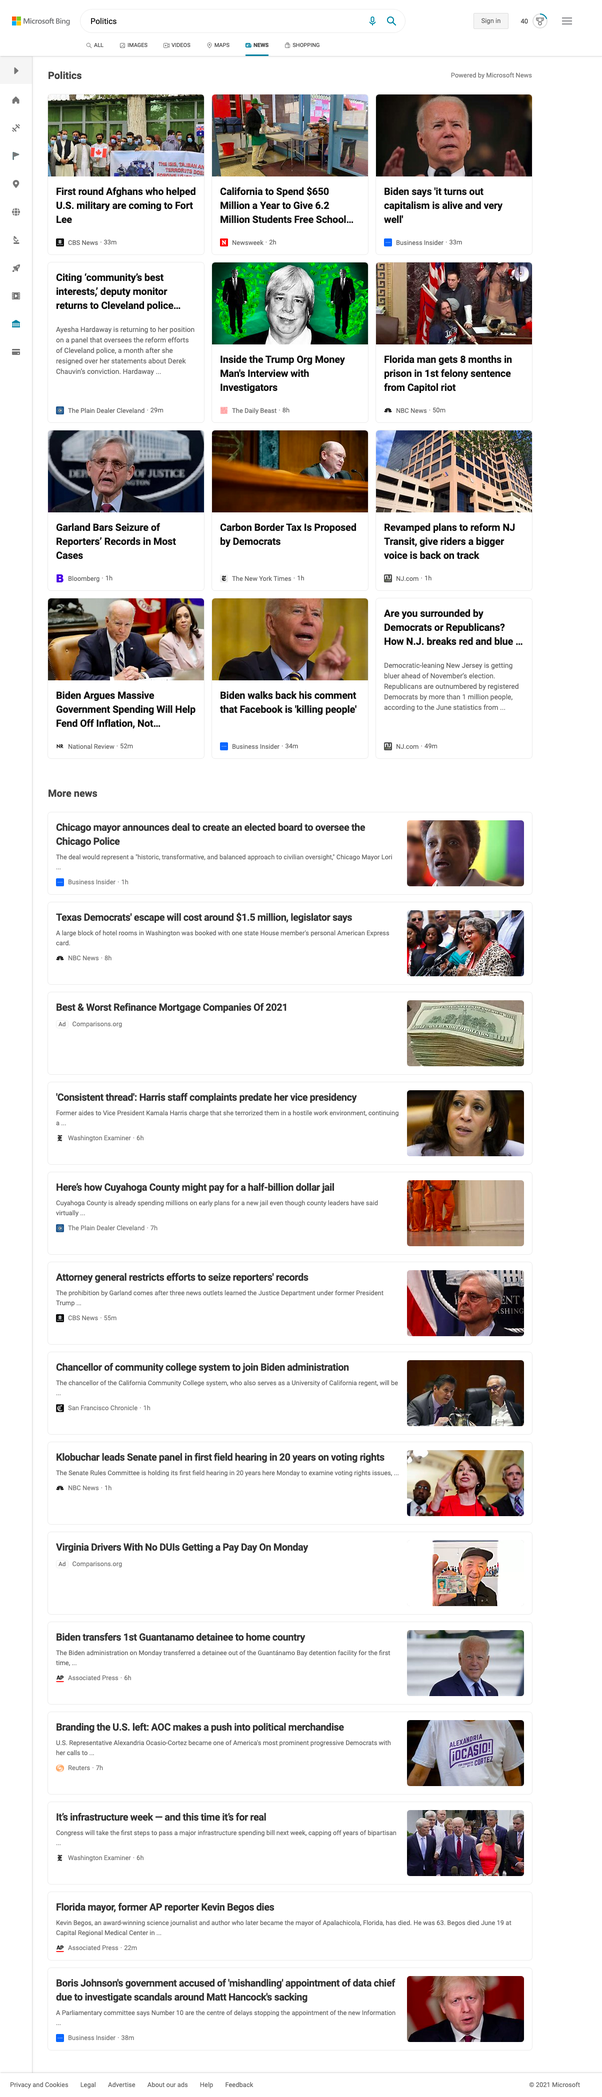 Microsoft Bing
Politics
Sign in
40
ALL
IMAGES
VIDEOS
MAPS
NEWS
SHOPPING
Politics
Powered by Microsoft News
First round Afghans who helped
U.S. military are coming to Fort
Lee
CBS News · 33m
California to Spend $650
Million a Year to Give 6.2
Million Students Free School...
Newsweek · 2h
Biden says 'it turns out
capitalism is alive and very
well'
Business Insider · 33m
Citing 'community's best
interests,' deputy monitor
returns to Cleveland police...
Ayesha Hardaway is returning to her position
on a panel that oversees the reform efforts
of Cleveland police, a month after she
resigned over her statements about Derek
Chauvin's conviction. Hardaway ...
The Plain Dealer Cleveland · 29m
Inside the Trump Org Money
Man's Interview with
Investigators
The Daily Beast · 8h
Florida man gets 8 months in
prison in 1st felony sentence
from Capitol riot
NBC News · 50m
Garland Bars Seizure of
Reporters' Records in Most
Cases
Bloomberg · 1h
Carbon Border Tax Is Proposed
by Democrats
The New York Times · 1h
Revamped plans to reform NJ
Transit, give riders a bigger
voice is back on track
NJ.com · 1h
Biden Argues Massive
Government Spending Will Help
Fend Off Inflation, Not...
National Review · 52m
Biden walks back his comment
that Facebook is 'killing people'
Business Insider · 34m
Are you surrounded by
Democrats or Republicans?
How N.J. breaks red and blue ...
Democratic-leaning New Jersey is getting
bluer ahead of November's election.
Republicans are outnumbered by registered
Democrats by more than 1 million people,
according to the June statistics from ...
NJ.com · 49m
More news
Chicago mayor announces deal to create an elected board to oversee the
Chicago Police
The deal would represent a "historic, transformative, and balanced approach to civilian oversight," Chicago Mayor Lori
...
Business Insider · 1h
Texas Democrats' escape will cost around $1.5 million, legislator says
A large block of hotel rooms in Washington was booked with one state House member's personal American Express
card.
NBC News · 8h
Best & Worst Refinance Mortgage Companies Of 2021
Ad Comparisons.org
'Consistent thread': Harris staff complaints predate her vice presidency
Former aides to Vice President Kamala Harris charge that she terrorized them in a hostile work environment, continuing
a ...
Washington Examiner · 6h
Here's how Cuyahoga County might pay for a half-billion dollar jail
Cuyahoga County is already spending millions on early plans for a new jail even though county leaders have said
virtually ...
The Plain Dealer Cleveland · 7h
Attorney general restricts efforts to seize reporters' records
The prohibition by Garland comes after three news outlets learned the Justice Department under former President
Trump ...
CBS News · 55m
Chancellor of community college system to join Biden administration
The chancellor of the California Community College system, who also serves as a University of California regent, will be
...
San Francisco Chronicle · 1h
Klobuchar leads Senate panel in first field hearing in 20 years on voting rights
The Senate Rules Committee is holding its first field hearing in 20 years here Monday to examine voting rights issues, ...
NBC News · 1h
Virginia Drivers With No DUIs Getting a Pay Day On Monday
Ad Comparisons.org
Biden transfers 1st Guantanamo detainee to home country
The Biden administration on Monday transferred a detainee out of the Guantánamo Bay detention facility for the first
time, ...
Associated Press · 6h
Branding the U.S. left: AOC makes a push into political merchandise
U.S. Representative Alexandria Ocasio-Cortez became one of America's most prominent progressive Democrats with
her calls to ...
Reuters · 7h
ALEXANDRIA
¡OCASIO!
CORTEZ
It's infrastructure week — and this time it's for real
Congress will take the first steps to pass a major infrastructure spending bill next week, capping off years of bipartisan
...
Washington Examiner · 6h
Florida mayor, former AP reporter Kevin Begos dies
Kevin Begos, an award-winning science journalist and author who later became the mayor of Apalachicola, Florida, has died. He was 63. Begos died June 19 at
Capital Regional Medical Center in ...
Associated Press · 22m
Boris Johnson's government accused of 'mishandling' appointment of data chief
due to investigate scandals around Matt Hancock's sacking
A Parliamentary committee says Number 10 are the centre of delays stopping the appointment of the new Information
...
Business Insider · 38m
Privacy and Cookies
Legal
Advertise
About our ads
Help
Feedback
© 2021 Microsoft